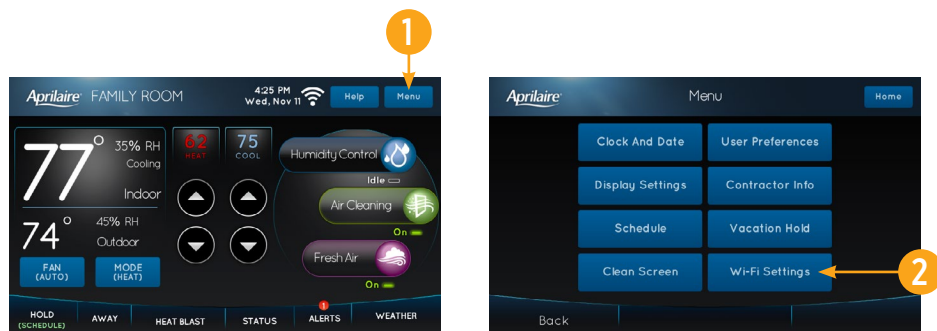 1
Aprilaire FAMILY ROOM 4:25 PM Wed, Nov 11 Help Menu
77° 35% RH
Cooling
Indoor
62
HEAT
75
COOL
Humidity Control
Idle
Air Cleaning
On
Fresh Air
On
74° 45% RH
Outdoor
FAN
(AUTO)
MODE
(HEAT)
HOLD
(SCHEDULE)
AWAY
HEAT BLAST
STATUS
1
ALERTS
WEATHER
Aprilaire Menu Home
Clock And Date User Preferences
Display Settings Contractor Info
Schedule Vacation Hold
Clean Screen Wi-Fi Settings
2
Back